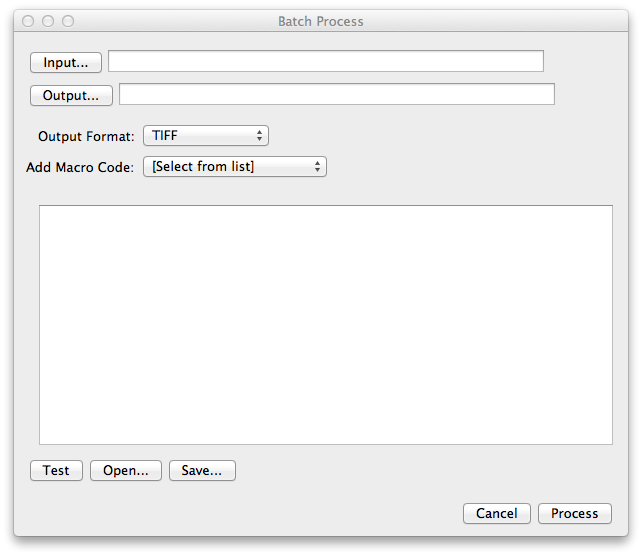 Batch Process
Input...
Output...
Output Format: TIFF
Add Macro Code: [Select from list]
Test Open... Save...
Cancel Process